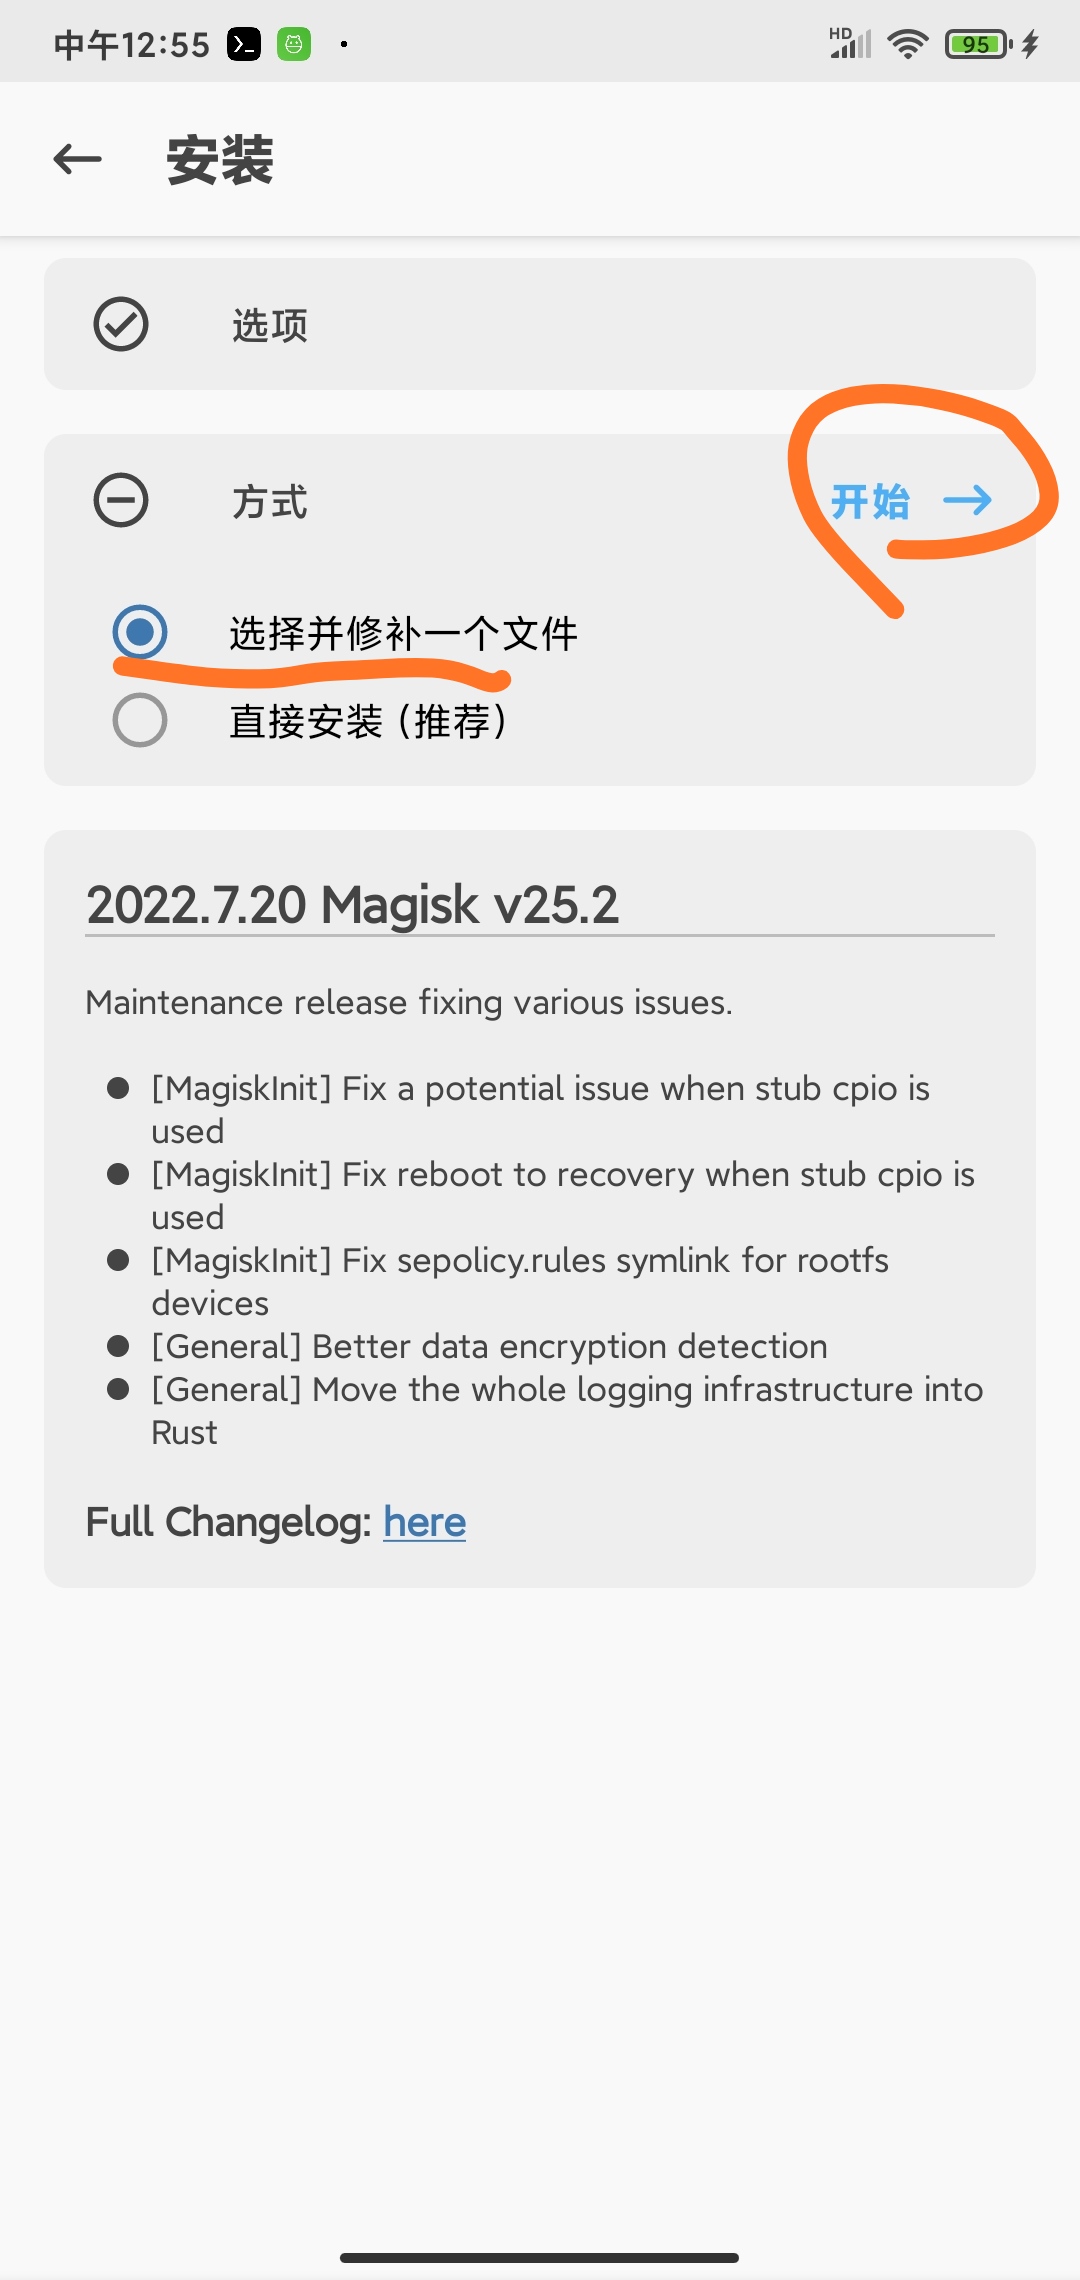 中午12:55
HD
95
安装
选项
方式
开始
选择并修补一个文件
直接安装 (推荐)
2022.7.20 Magisk v25.2
Maintenance release fixing various issues.
[MagiskInit] Fix a potential issue when stub cpio is
used
[MagiskInit] Fix reboot to recovery when stub cpio is
used
[MagiskInit] Fix sepolicy.rules symlink for rootfs
devices
[General] Better data encryption detection
[General] Move the whole logging infrastructure into
Rust
Full Changelog: here